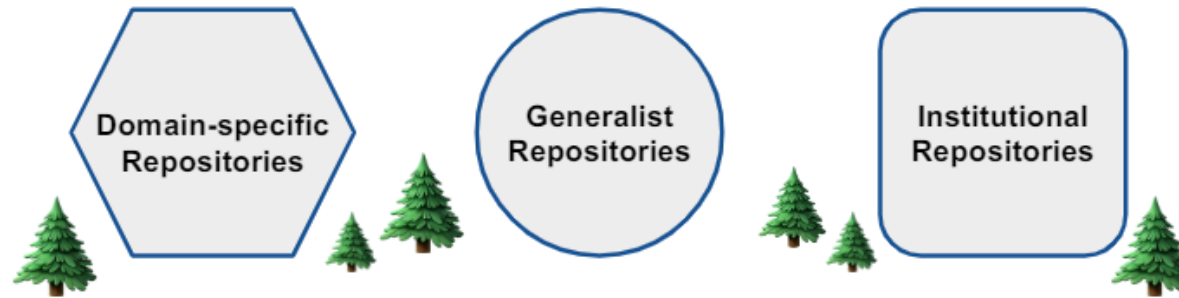 Domain-specific
Repositories
Generalist
Repositories
Institutional
Repositories